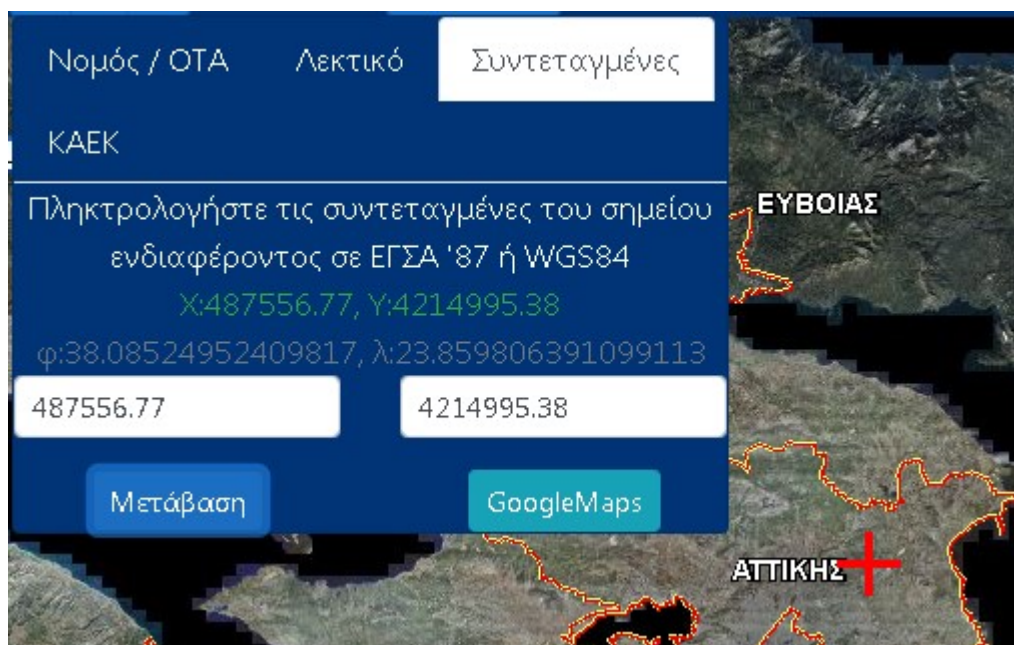 Νομός / ΟΤΑ Λεκτικό Συντεταγμένες
ΚΑΕΚ
Πληκτρολογήστε τις συντεταγμένες του σημείου
ενδιαφέροντος σε ΕΓΣΑ '87 ή WGS84
X:487556.77, Y:4214995.38
φ:38.08524952409817, λ:23.859806391099113
487556.77 4214995.38
Μετάβαση GoogleMaps
ΕΥΒΟΙΑΣ
ΑΤΤΙΚΗΣ